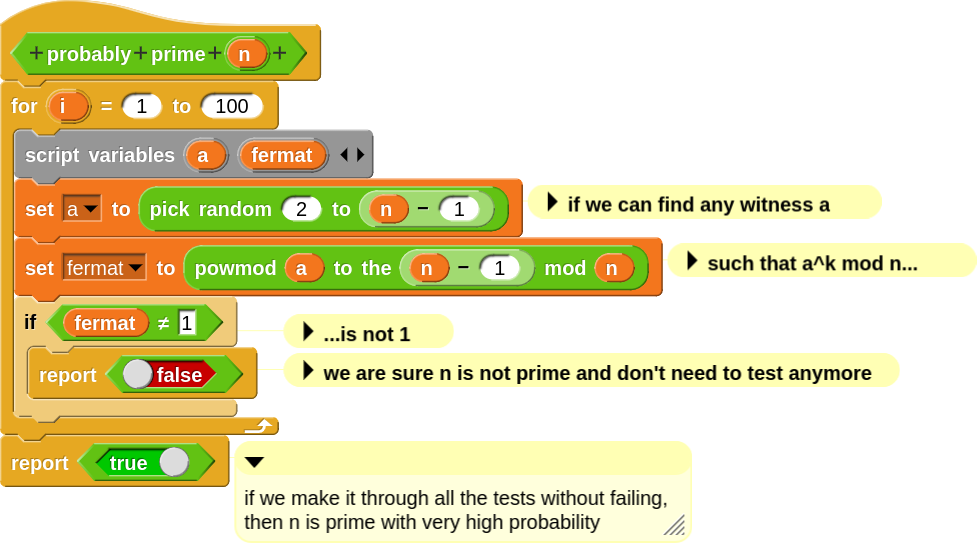 + probably + prime + n +
for i = 1 to 100
script variables a fermat
set a to pick random 2 to n − 1
if we can find any witness a
set fermat to powmod a to the n − 1 mod n
such that a^k mod n...
if fermat ≠ 1
...is not 1
report false
we are sure n is not prime and don't need to test anymore
report true
if we make it through all the tests without failing,
then n is prime with very high probability